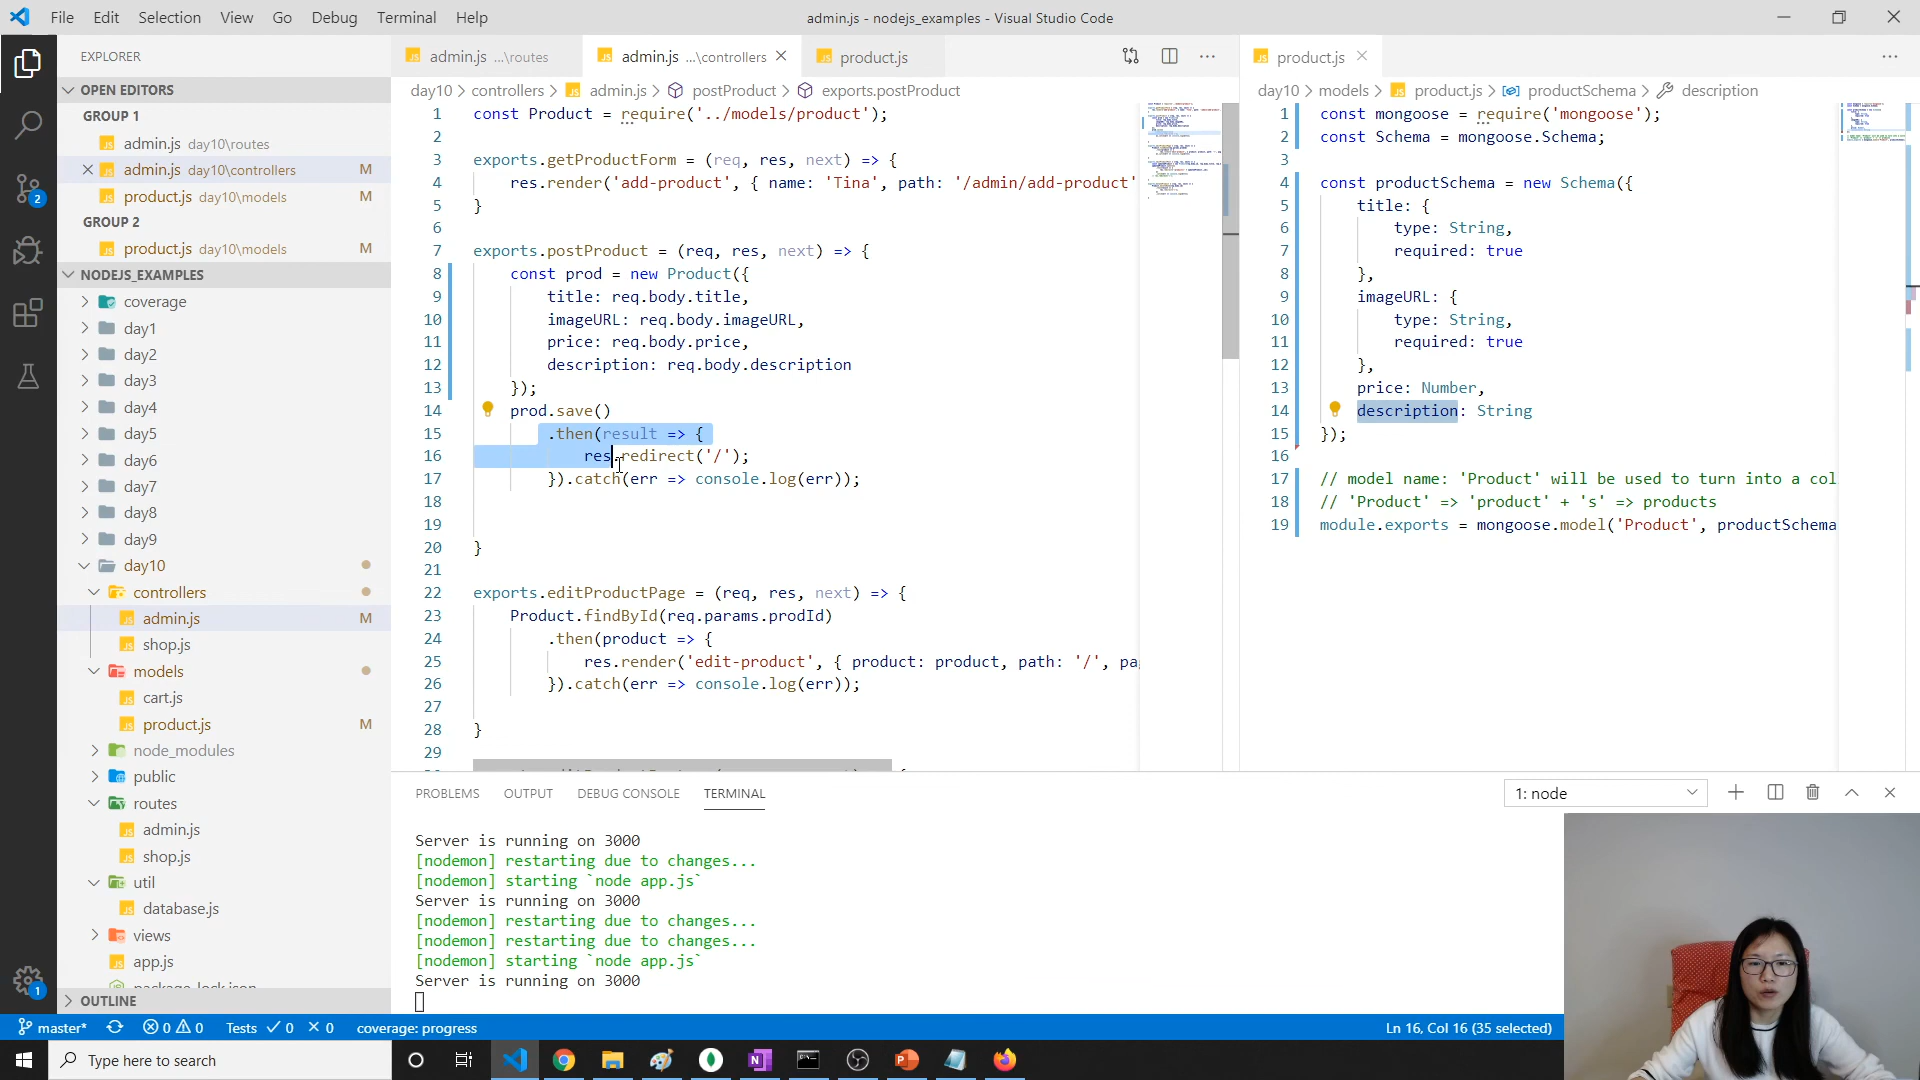 File Edit Selection View Go Debug Terminal Help
admin.js - nodejs_examples - Visual Studio Code
EXPLORER
OPEN EDITORS
GROUP 1
admin.js day10\routes
admin.js day10\controllers M
product.js day10\models M
GROUP 2
product.js day10\models M
NODEJS_EXAMPLES
coverage
day1
day2
day3
day4
day5
day6
day7
day8
day9
day10
controllers
admin.js M
shop.js
models
cart.js
product.js M
node_modules
public
routes
admin.js
shop.js
util
database.js
views
app.js
package-lock.json
OUTLINE
admin.js ...\routes
admin.js ...\controllers
product.js
day10 > controllers > admin.js > postProduct > exports.postProduct
1 const Product = require('../models/product');
2
3 exports.getProductForm = (req, res, next) => {
4 res.render('add-product', { name: 'Tina', path: '/admin/add-product'
5 }
6
7 exports.postProduct = (req, res, next) => {
8 const prod = new Product({
9 title: req.body.title,
10 imageURL: req.body.imageURL,
11 price: req.body.price,
12 description: req.body.description
13 });
14 prod.save()
15 .then(result => {
16 res.redirect('/');
17 }).catch(err => console.log(err));
18
19
20 }
21
22 exports.editProductPage = (req, res, next) => {
23 Product.findById(req.params.prodId)
24 .then(product => {
25 res.render('edit-product', { product: product, path: '/', pa
26 }).catch(err => console.log(err));
27
28 }
29
product.js
day10 > models > product.js > productSchema > description
1 const mongoose = require('mongoose');
2 const Schema = mongoose.Schema;
3
4 const productSchema = new Schema({
5 title: {
6 type: String,
7 required: true
8 },
9 imageURL: {
10 type: String,
11 required: true
12 },
13 price: Number,
14 description: String
15 });
16
17 // model name: 'Product' will be used to turn into a col
18 // 'Product' => 'product' + 's' => products
19 module.exports = mongoose.model('Product', productSchema
PROBLEMS OUTPUT DEBUG CONSOLE TERMINAL
1: node
Server is running on 3000
[nodemon] restarting due to changes...
[nodemon] starting `node app.js`
Server is running on 3000
[nodemon] restarting due to changes...
[nodemon] restarting due to changes...
[nodemon] starting `node app.js`
Server is running on 3000
2
1
master* 0 0 Tests 0 0 coverage: progress
Ln 16, Col 16 (35 selected)
Type here to search